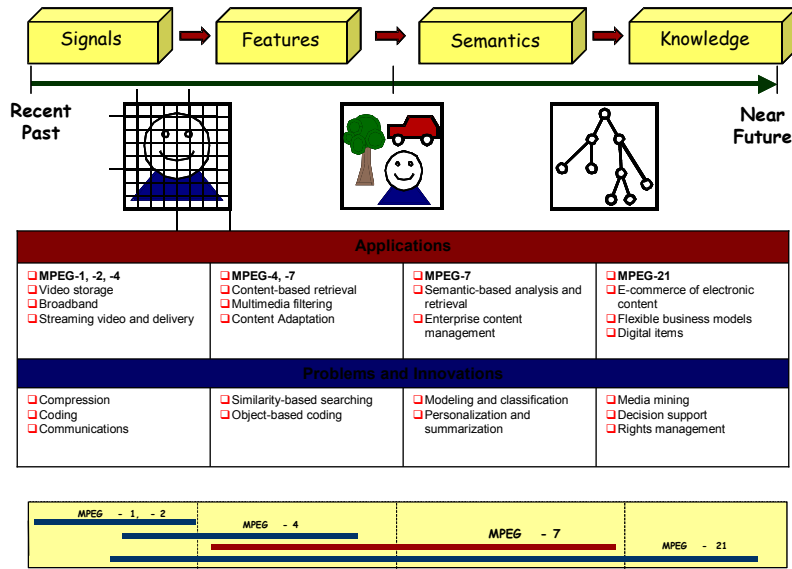 Signals
Features
Semantics
Knowledge
Recent
Past
Near
Future
Applications
MPEG-1, -2, -4
Video storage
Broadband
Streaming video and delivery
MPEG-4, -7
Content-based retrieval
Multimedia filtering
Content Adaptation
MPEG-7
Semantic-based analysis and
retrieval
Enterprise content
management
MPEG-21
E-commerce of electronic
content
Flexible business models
Digital items
Problems and Innovations
Compression
Coding
Communications
Similarity-based searching
Object-based coding
Modeling and classification
Personalization and
summarization
Media mining
Decision support
Rights management
MPEG - 1, - 2
MPEG - 4
MPEG - 7
MPEG - 21